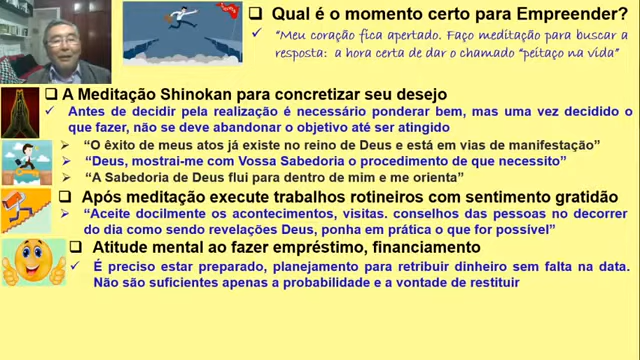 Qual é o momento certo para Empreender?
"Meu coração fica apertado. Faço meditação para buscar a
resposta: a hora certa de dar o chamado "peitaço na vida"
A Meditação Shinokan para concretizar seu desejo
Antes de decidir pela realização é necessário ponderar bem, mas uma vez decidido o
que fazer, não se deve abandonar o objetivo até ser atingido
"O êxito de meus atos já existe no reino de Deus e está em vias de manifestação"
"Deus, mostrai-me com Vossa Sabedoria o procedimento de que necessito"
"A Sabedoria de Deus flui para dentro de mim e me orienta"
Após meditação execute trabalhos rotineiros com sentimento gratidão
"Aceite docilmente os acontecimentos, visitas. conselhos das pessoas no decorrer
do dia como sendo revelações Deus, ponha em prática o que for possível"
Atitude mental ao fazer empréstimo, financiamento
É preciso estar preparado, planejamento para retribuir dinheiro sem falta na data.
Não são suficientes apenas a probabilidade e a vontade de restituir